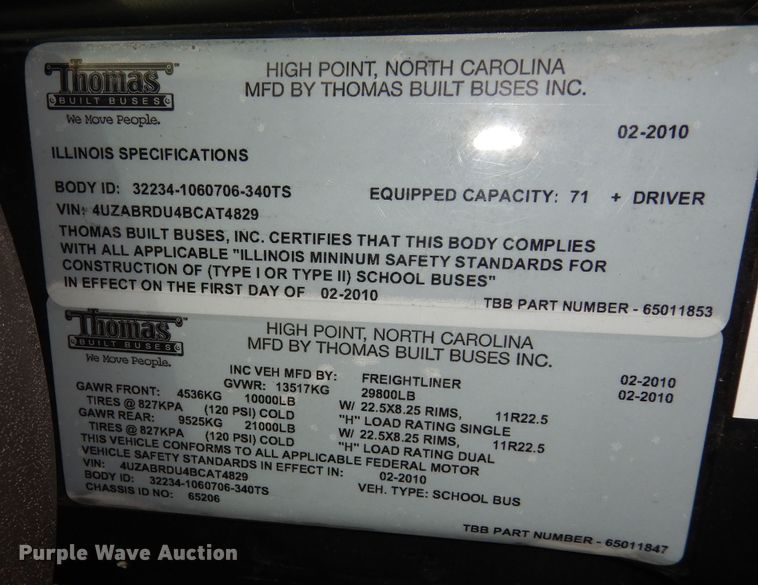 Thomas
BUILT BUSES
We Move People.
HIGH POINT, NORTH CAROLINA
MFD BY THOMAS BUILT BUSES INC.
02-2010
ILLINOIS SPECIFICATIONS
BODY ID: 32234-1060706-340TS EQUIPPED CAPACITY: 71 + DRIVER
VIN: 4UZABRDU4BCAT4829
THOMAS BUILT BUSES, INC. CERTIFIES THAT THIS BODY COMPLIES
WITH ALL APPLICABLE "ILLINOIS MININUM SAFETY STANDARDS FOR
CONSTRUCTION OF (TYPE I OR TYPE II) SCHOOL BUSES"
IN EFFECT ON THE FIRST DAY OF 02-2010
TBB PART NUMBER - 65011853
Thomas
BUILT BUSES
We Move People.
HIGH POINT, NORTH CAROLINA
MFD BY THOMAS BUILT BUSES INC.
INC VEH MFD BY: FREIGHTLINER 02-2010
GVWR: 13517KG 29800LB 02-2010
GAWR FRONT: 4536KG 10000LB W/ 22.5X8.25 RIMS, 11R22.5
TIRES @ 827KPA (120 PSI) COLD "H" LOAD RATING SINGLE
GAWR REAR: 9525KG 21000LB W/ 22.5X8.25 RIMS, 11R22.5
TIRES @ 827KPA (120 PSI) COLD "H" LOAD RATING DUAL
THIS VEHICLE CONFORMS TO ALL APPLICABLE FEDERAL MOTOR
VEHICLE SAFETY STANDARDS IN EFFECT IN: 02-2010
VIN: 4UZABRDU4BCAT4829
BODY ID: 32234-1060706-340TS VEH. TYPE: SCHOOL BUS
CHASSIS ID NO: 65206
TBB PART NUMBER - 65011847
Purple Wave Auction